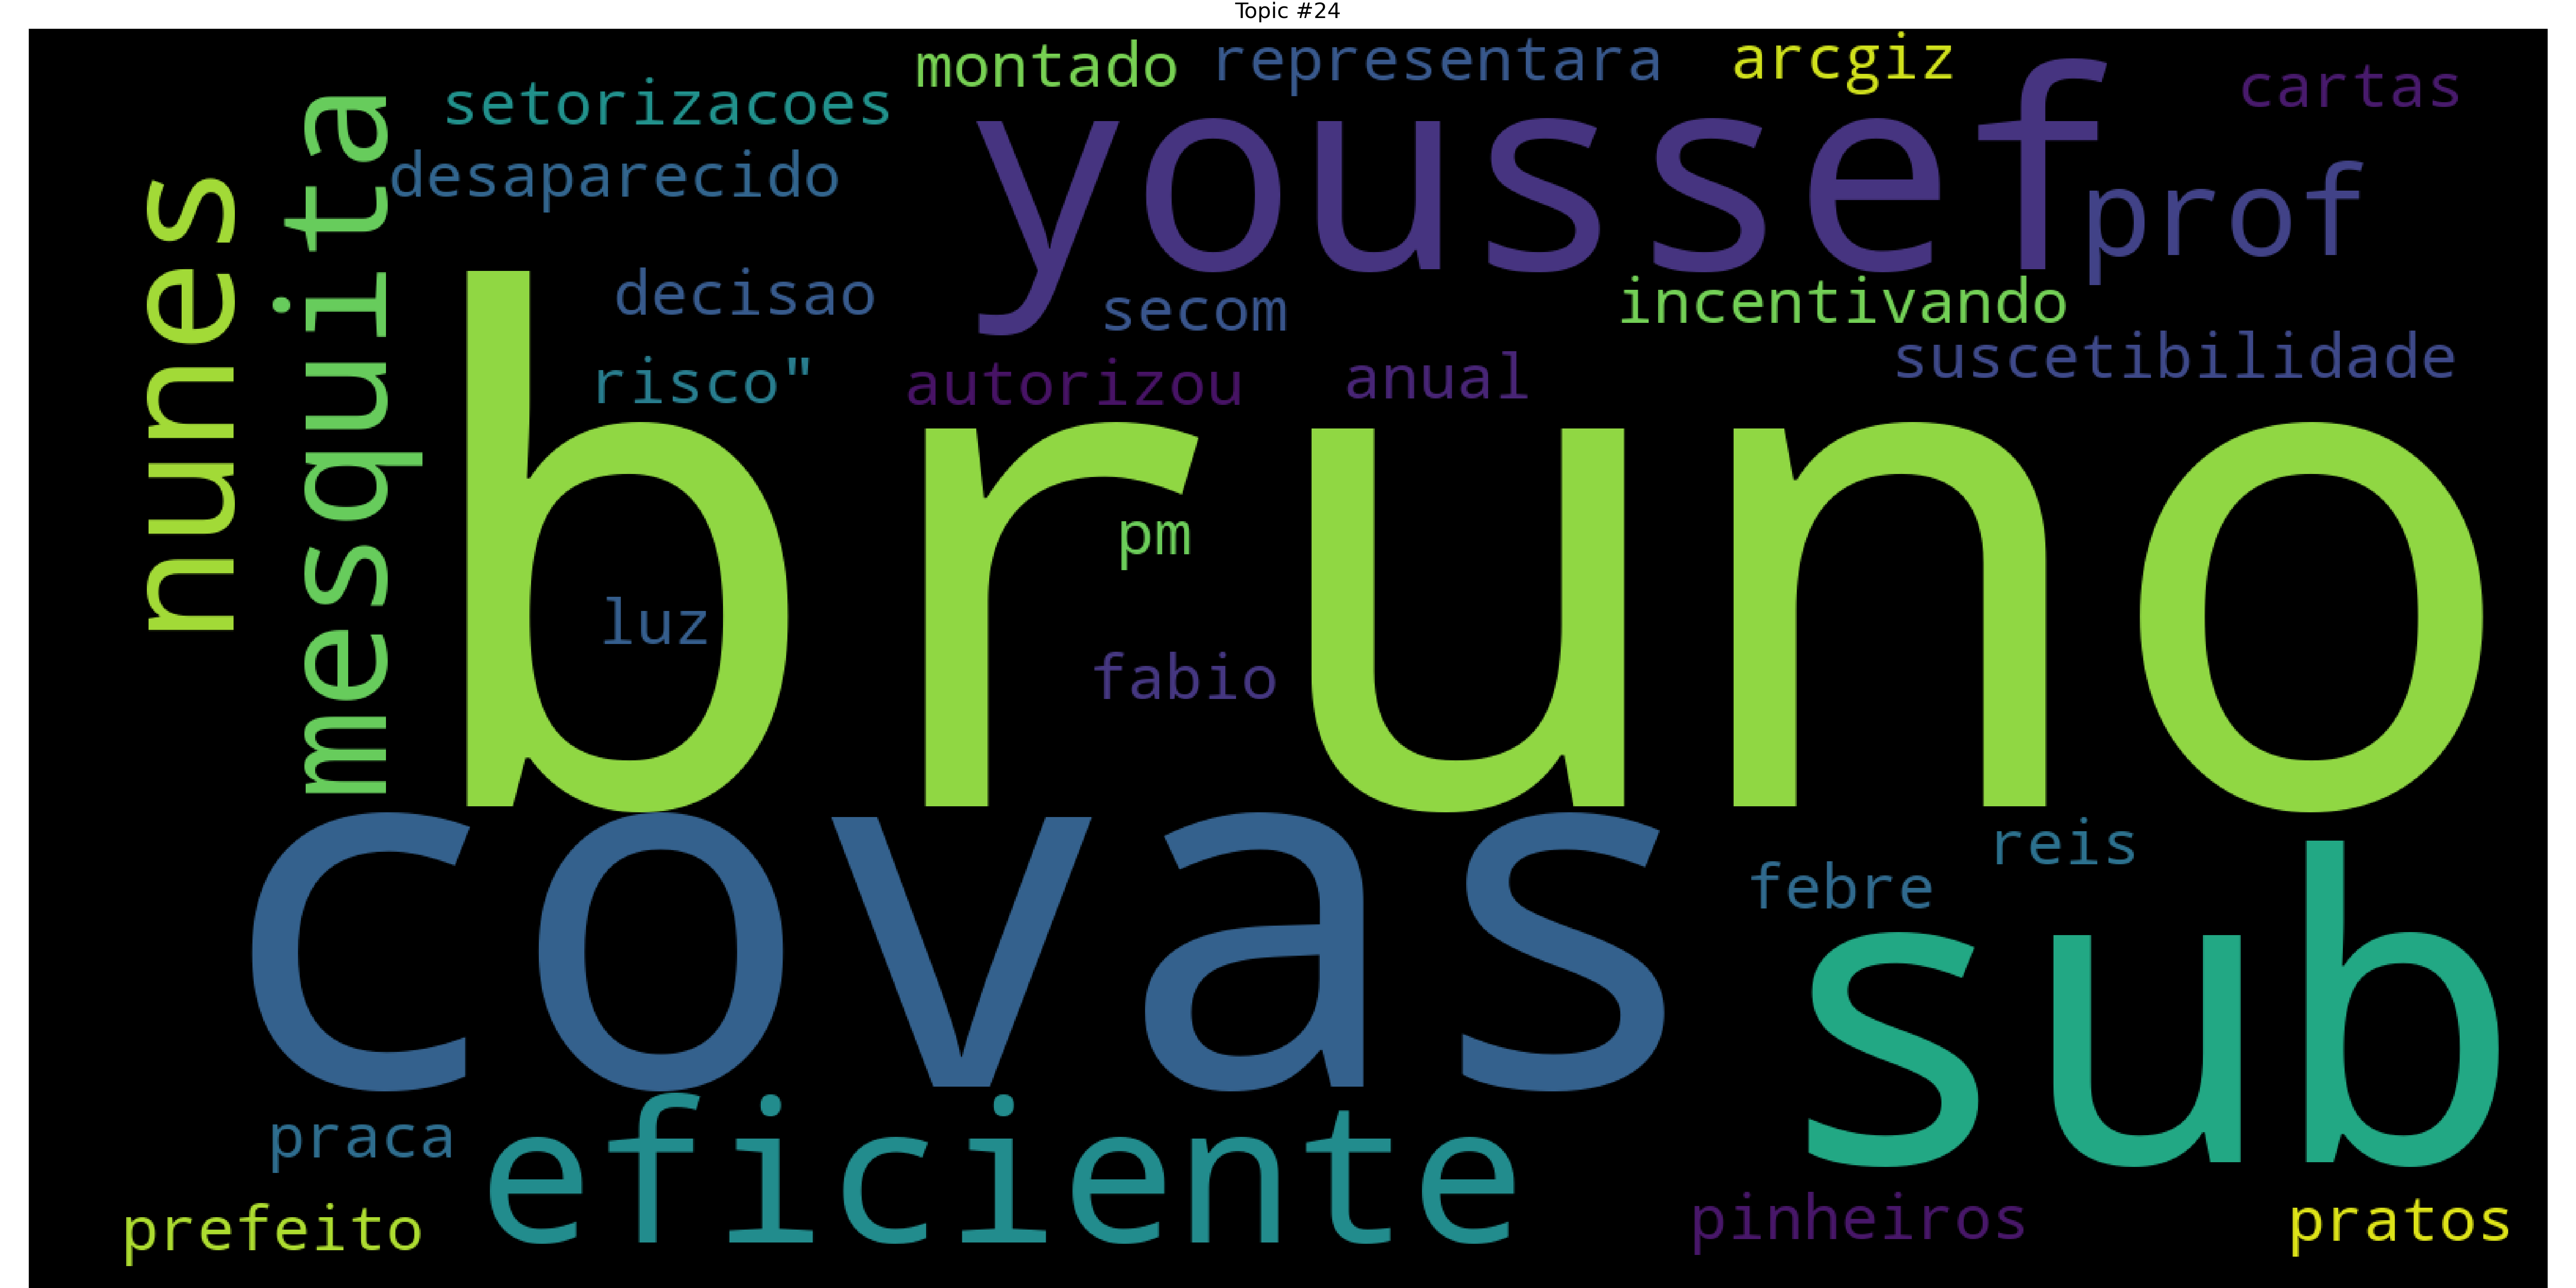 Topic #24
montado
representara
arcgiz
cartas
setorizacoes
youssef
desaparecido
prof
nunes
mesquita
decisao
secom
incentivando
risco"
autorizou
anual
suscetibilidade
bruno
pm
luz
fabio
covas
reis
febre
sub
praca
eficiente
prefeito
pinheiros
pratos